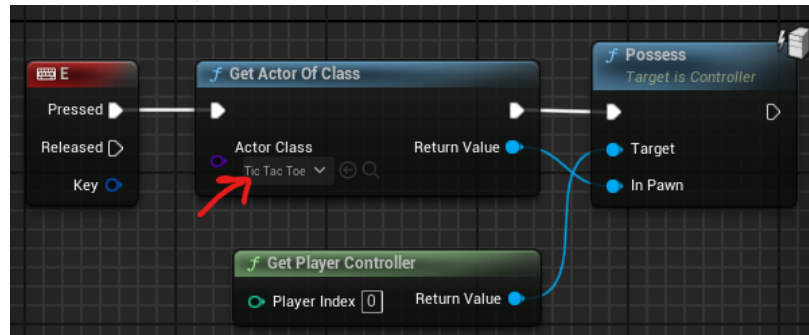 E
Pressed
Released
Key
f Get Actor Of Class
Actor Class
Tic Tac Toe
Return Value
f Possess
Target is Controller
Target
In Pawn
f Get Player Controller
Player Index 0
Return Value